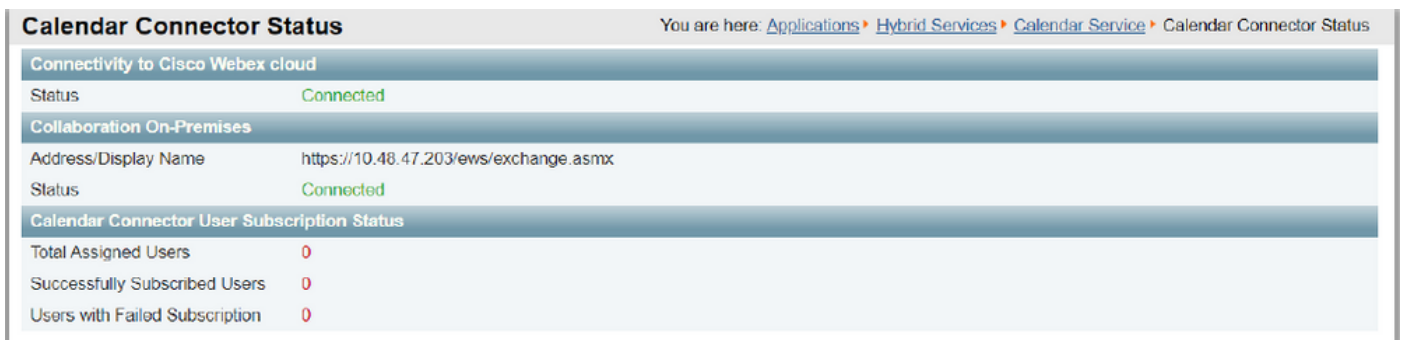 Calendar Connector Status
You are here: Applications Hybrid Services Calendar Service Calendar Connector Status
Connectivity to Cisco Webex cloud
Status Connected
Collaboration On-Premises
Address/Display Name https://10.48.47.203/ews/exchange.asmx
Status Connected
Calendar Connector User Subscription Status
Total Assigned Users 0
Successfully Subscribed Users 0
Users with Failed Subscription 0